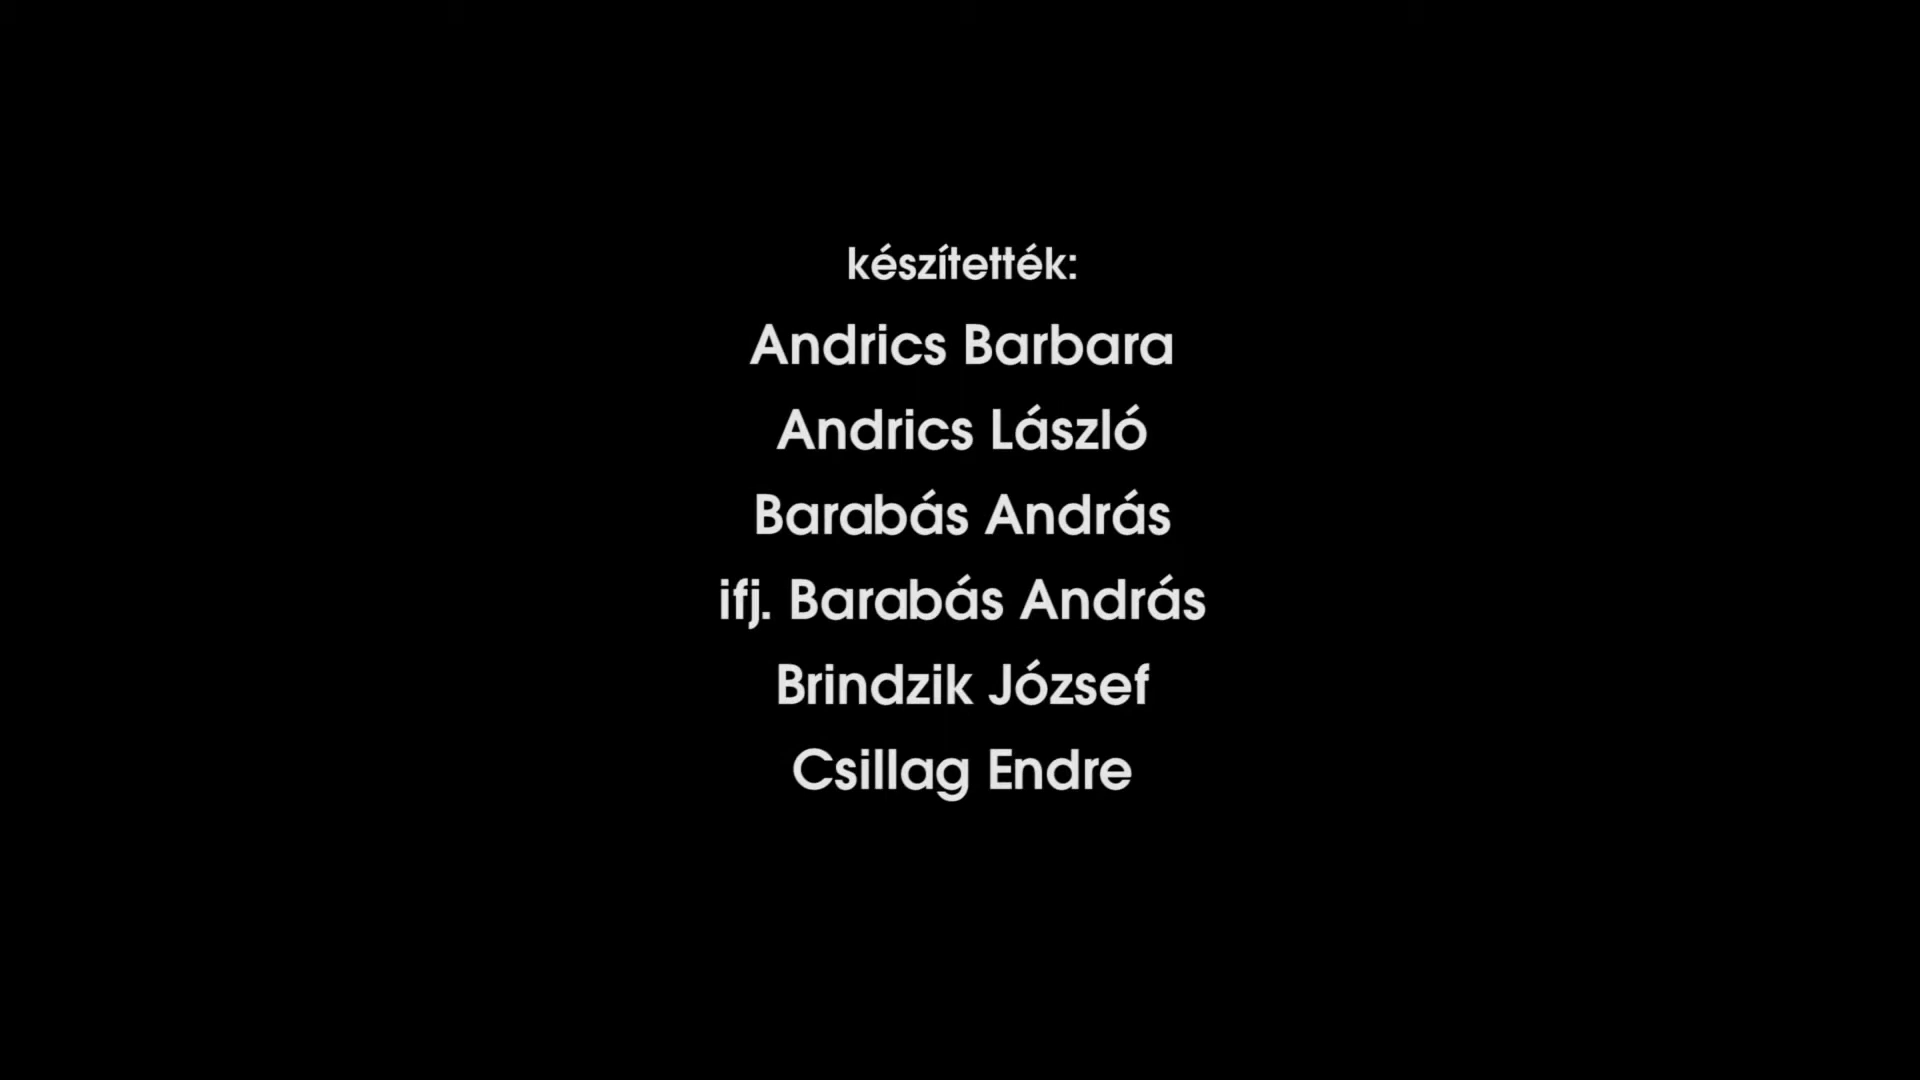 készítették:
Andrics Barbara
Andrics László
Barabás András
ifj. Barabás András
Brindzik József
Csillag Endre